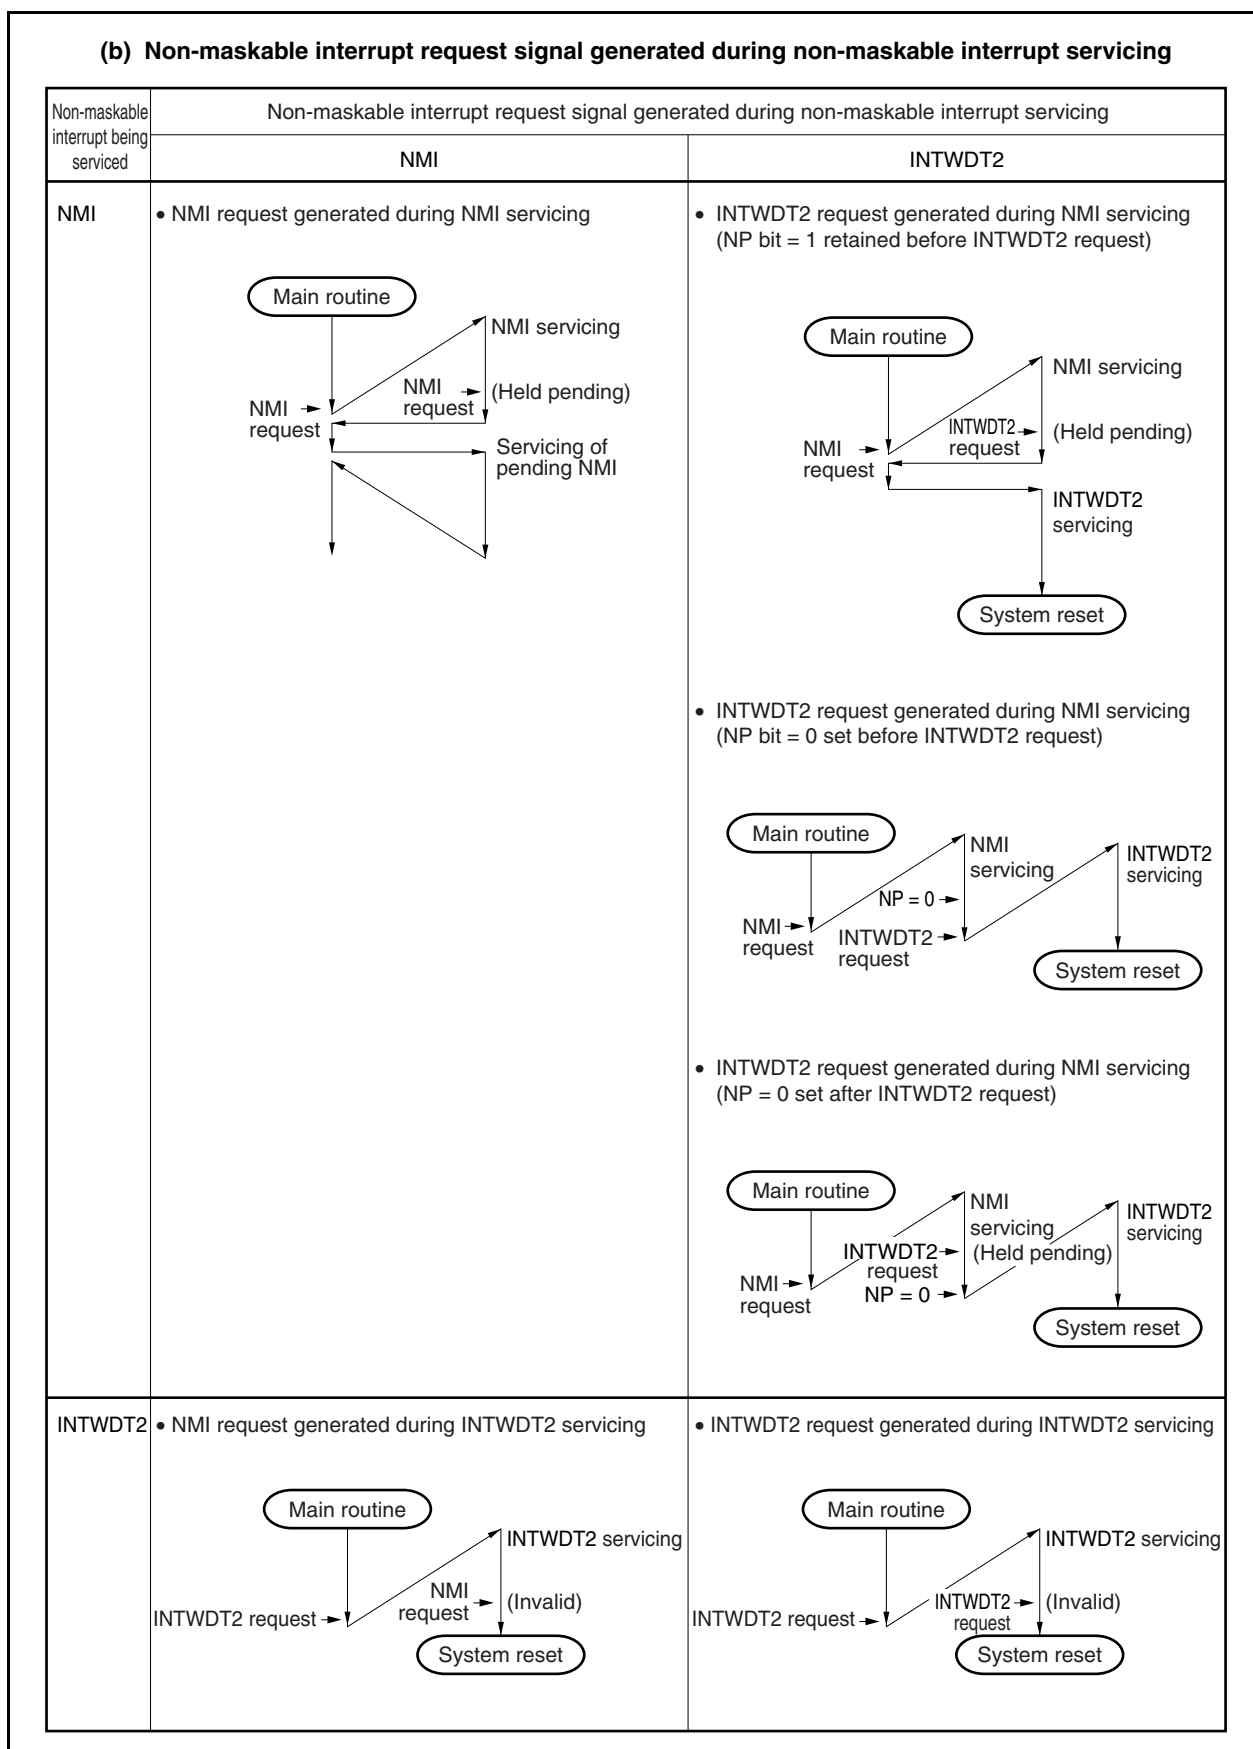 (b) Non-maskable interrupt request signal generated during non-maskable interrupt servicing
Non-maskable
interrupt being
serviced
Non-maskable interrupt request signal generated during non-maskable interrupt servicing
NMI
INTWDT2
NMI
• NMI request generated during NMI servicing
Main routine
NMI servicing
NMI
request
(Held pending)
NMI
request
Servicing of
pending NMI
• INTWDT2 request generated during NMI servicing
(NP bit = 1 retained before INTWDT2 request)
Main routine
NMI servicing
INTWDT2
request
(Held pending)
NMI
request
INTWDT2
servicing
System reset
• INTWDT2 request generated during NMI servicing
(NP bit = 0 set before INTWDT2 request)
Main routine
NMI
servicing
INTWDT2
servicing
NP = 0
NMI
request
INTWDT2
request
System reset
• INTWDT2 request generated during NMI servicing
(NP = 0 set after INTWDT2 request)
Main routine
NMI
servicing
(Held pending)
INTWDT2
servicing
INTWDT2
request
NMI
request
NP = 0
System reset
INTWDT2
• NMI request generated during INTWDT2 servicing
Main routine
INTWDT2 servicing
NMI
request
(Invalid)
INTWDT2 request
System reset
• INTWDT2 request generated during INTWDT2 servicing
Main routine
INTWDT2 servicing
INTWDT2
request
(Invalid)
INTWDT2 request
System reset